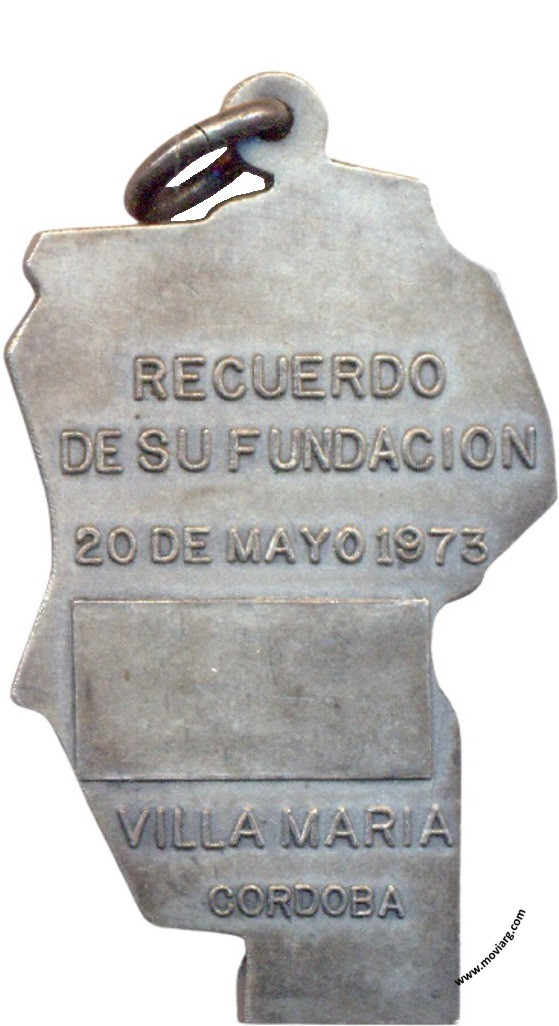 RECUERDO
DE SU FUNDACION
20 DE MAYO 1973
VILLA MARIA
CORDOBA
www.moviarg.com